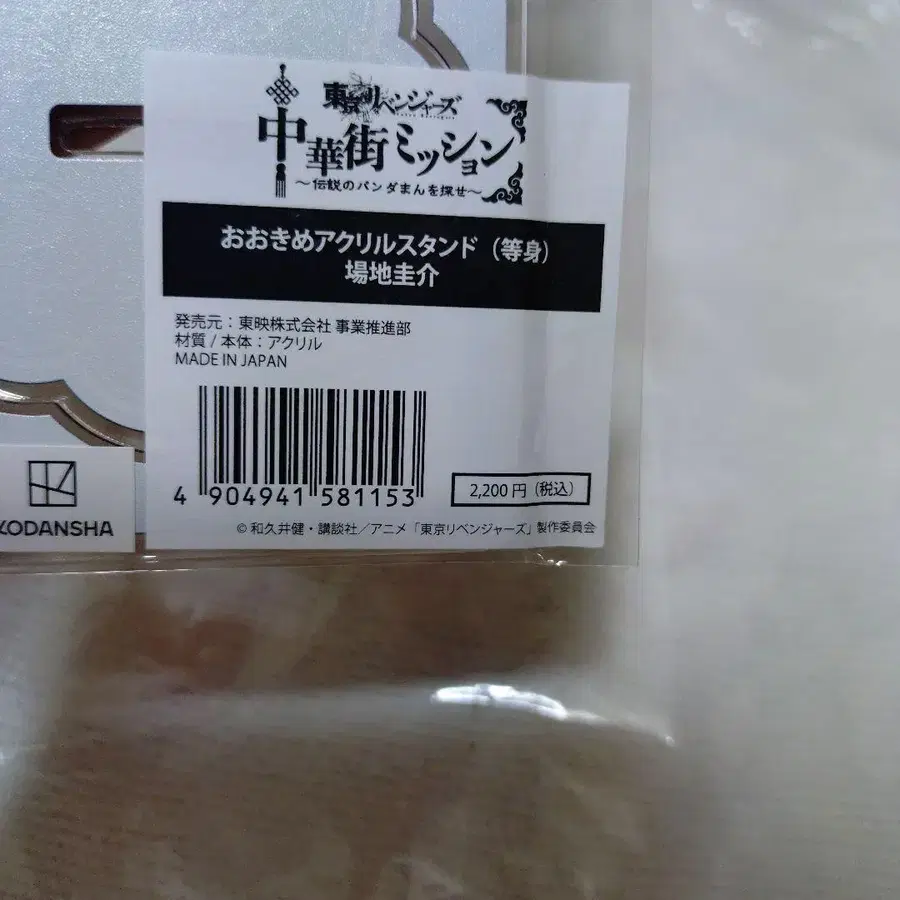 東京リベンジャーズ
中華街ミッション
～伝説のパンダまんを探せ～
おおきめアクリルスタンド（等身）
場地圭介
発売元：東映株式会社 事業推進部
材質/本体：アクリル
MADE IN JAPAN
4 904941 581153
2,200円（税込）
KODANSHA
©和久井健・講談社／アニメ「東京リベンジャーズ」製作委員会